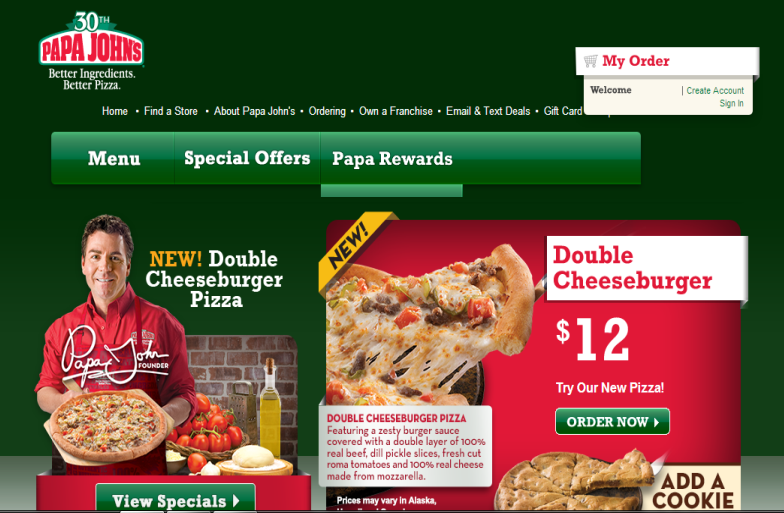 30TH
PAPA JOHN'S
Better Ingredients.
Better Pizza.
My Order
Welcome | Create Account
Sign In
Home • Find a Store • About Papa John's • Ordering • Own a Franchise • Email & Text Deals • Gift Card
Menu Special Offers Papa Rewards
NEW! Double
Cheeseburger
Pizza
Papa John
FOUNDER
View Specials
NEW!
Double
Cheeseburger
$12
Try Our New Pizza!
ORDER NOW
DOUBLE CHEESEBURGER PIZZA
Featuring a zesty burger sauce
covered with a double layer of 100%
real beef, dill pickle slices, fresh cut
roma tomatoes and 100% real cheese
made from mozzarella.
Prices may vary in Alaska,
ADD A
COOKIE